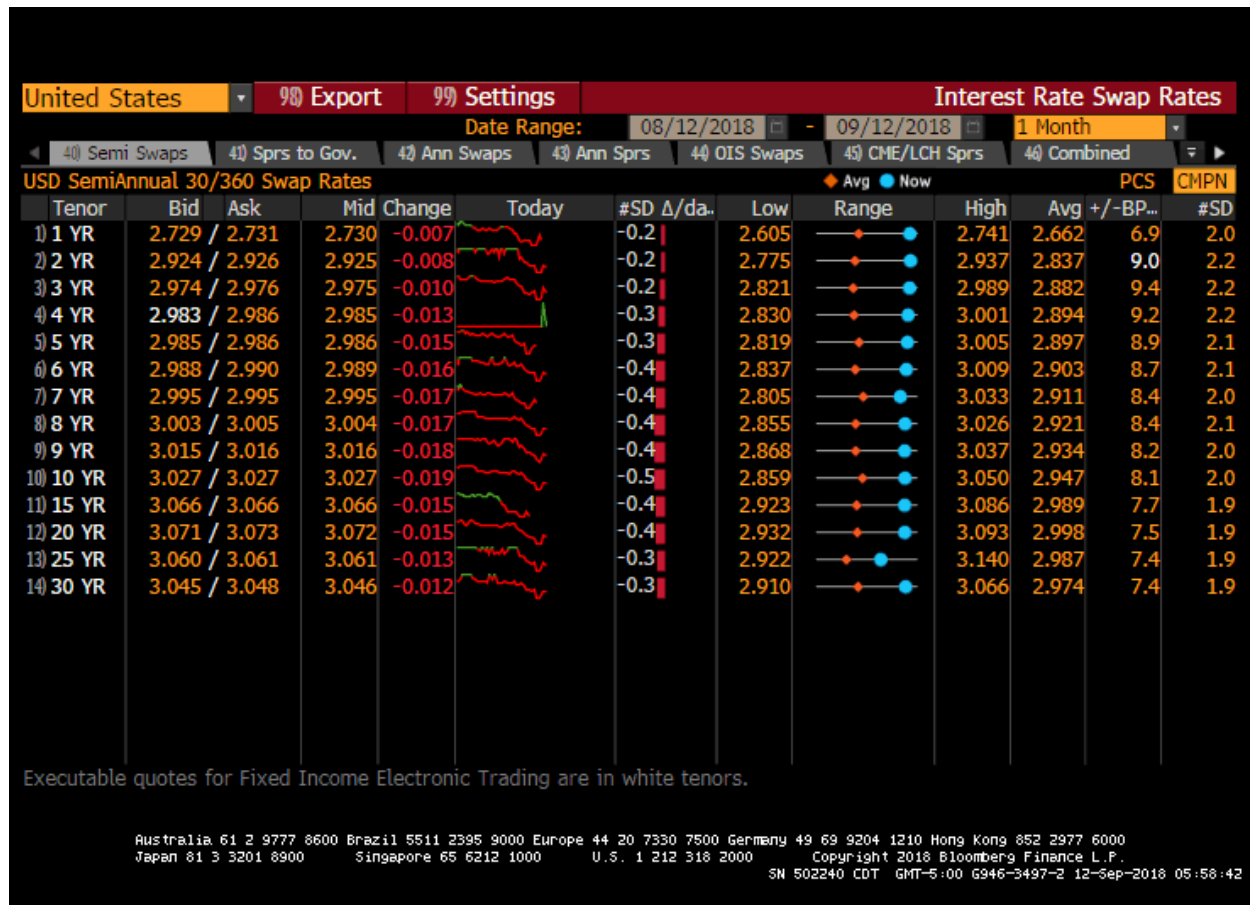 United States 98) Export 99) Settings Interest Rate Swap Rates
Date Range: 08/12/2018 - 09/12/2018 1 Month
40) Semi Swaps 41) Sprs to Gov. 42) Ann Swaps 43) Ann Sprs 44) OIS Swaps 45) CME/LCH Sprs 46) Combined
USD SemiAnnual 30/360 Swap Rates Avg Now PCS CMPN
Tenor Bid Ask Mid Change Today #SD Δ/da.. Low Range High Avg +/-BP... #SD
1) 1 YR 2.729 / 2.731 2.730 -0.007 -0.2 2.605 2.741 2.662 6.9 2.0
2) 2 YR 2.924 / 2.926 2.925 -0.008 -0.2 2.775 2.937 2.837 9.0 2.2
3) 3 YR 2.974 / 2.976 2.975 -0.010 -0.2 2.821 2.989 2.882 9.4 2.2
4) 4 YR 2.983 / 2.986 2.985 -0.013 -0.3 2.830 3.001 2.894 9.2 2.2
5) 5 YR 2.985 / 2.986 2.986 -0.015 -0.3 2.819 3.005 2.897 8.9 2.1
6) 6 YR 2.988 / 2.990 2.989 -0.016 -0.4 2.837 3.009 2.903 8.7 2.1
7) 7 YR 2.995 / 2.995 2.995 -0.017 -0.4 2.805 3.033 2.911 8.4 2.0
8) 8 YR 3.003 / 3.005 3.004 -0.017 -0.4 2.855 3.026 2.921 8.4 2.1
9) 9 YR 3.015 / 3.016 3.016 -0.018 -0.4 2.868 3.037 2.934 8.2 2.0
10) 10 YR 3.027 / 3.027 3.027 -0.019 -0.5 2.859 3.050 2.947 8.1 2.0
11) 15 YR 3.066 / 3.066 3.066 -0.015 -0.4 2.923 3.086 2.989 7.7 1.9
12) 20 YR 3.071 / 3.073 3.072 -0.015 -0.4 2.932 3.093 2.998 7.5 1.9
13) 25 YR 3.060 / 3.061 3.061 -0.013 -0.3 2.922 3.140 2.987 7.4 1.9
14) 30 YR 3.045 / 3.048 3.046 -0.012 -0.3 2.910 3.066 2.974 7.4 1.9
Executable quotes for Fixed Income Electronic Trading are in white tenors.
Australia 61 2 9777 8600 Brazil 5511 2395 9000 Europe 44 20 7330 7500 Germany 49 69 9204 1210 Hong Kong 852 2977 6000
Japan 81 3 3201 8900 Singapore 65 6212 1000 U.S. 1 212 318 2000 Copyright 2018 Bloomberg Finance L.P.
SN 502240 CDT GMT-5:00 G946-3497-2 12-Sep-2018 05:58:42